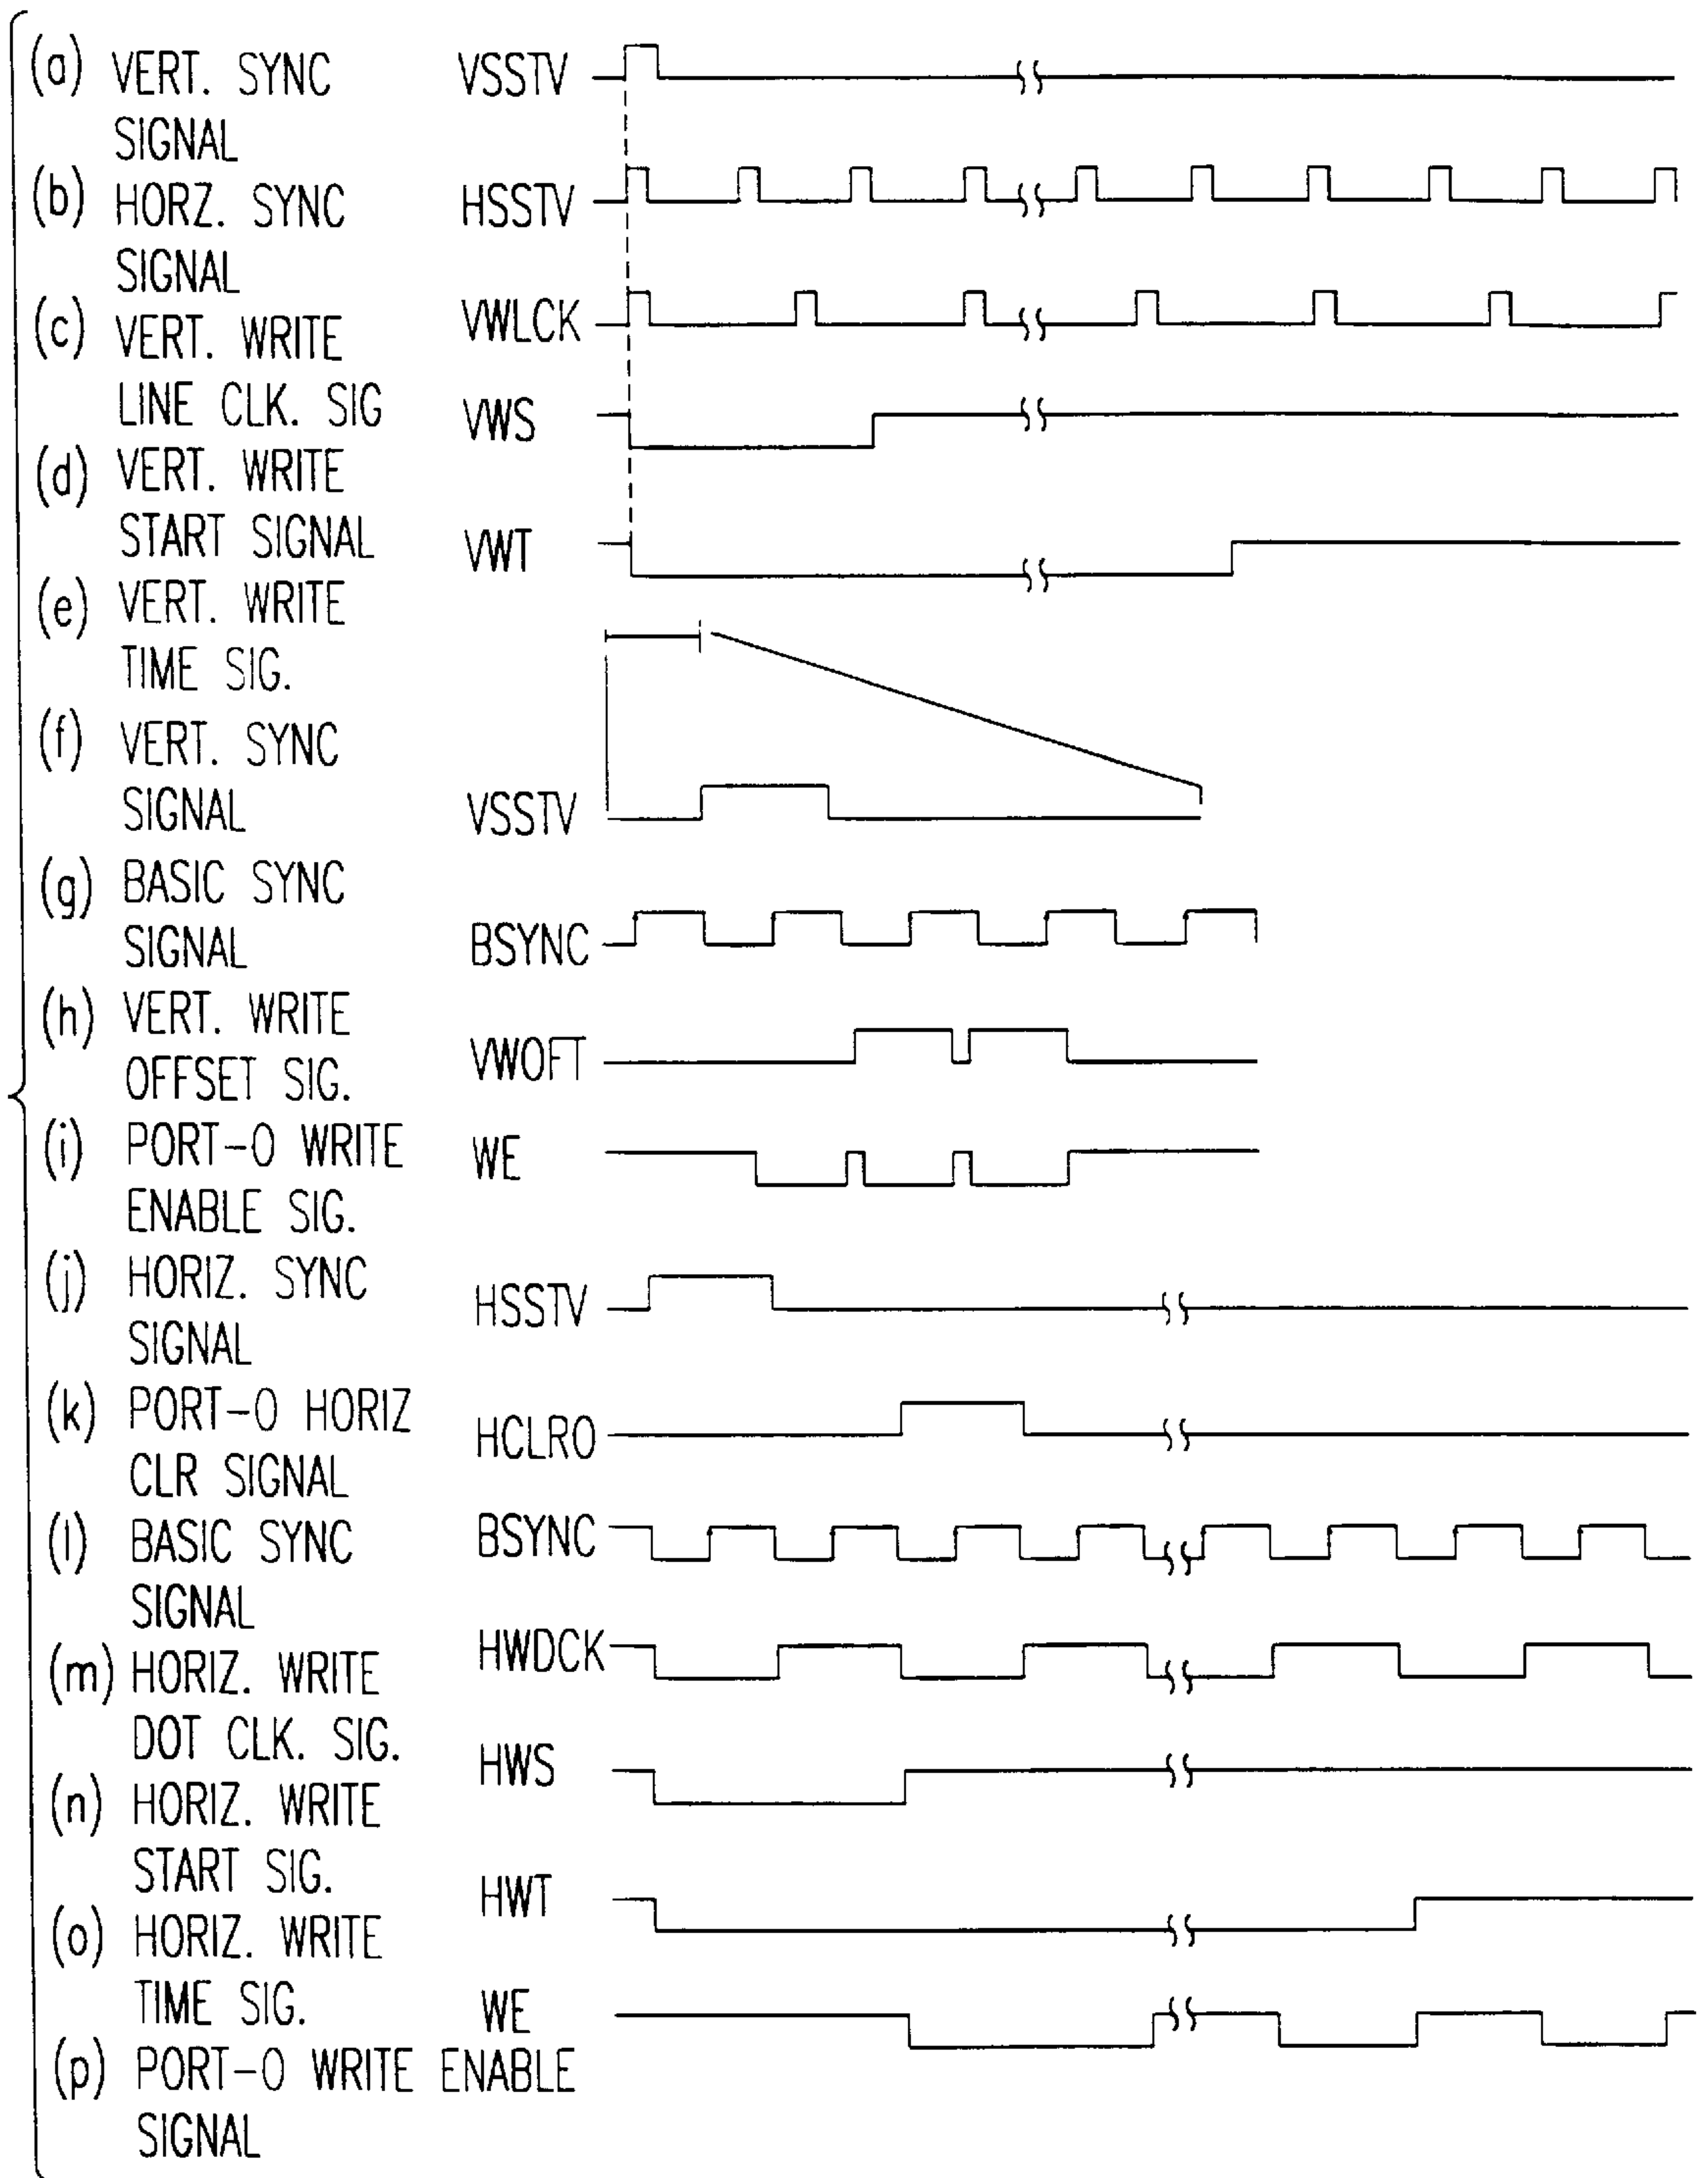 (a) VERT. SYNC VSSTV
SIGNAL
(b) HORZ. SYNC HSSTV
SIGNAL
(c) VERT. WRITE VWLCK
LINE CLK. SIG VWS
(d) VERT. WRITE
START SIGNAL VWT
(e) VERT. WRITE
TIME SIG.
(f) VERT. SYNC
SIGNAL VSSTV
(g) BASIC SYNC
SIGNAL BSYNC
(h) VERT. WRITE
OFFSET SIG. VWOFT
(i) PORT-0 WRITE WE
ENABLE SIG.
(j) HORIZ. SYNC HSSTV
SIGNAL
(k) PORT-0 HORIZ HCLR0
CLR SIGNAL
(l) BASIC SYNC BSYNC
SIGNAL
(m) HORIZ. WRITE HWDCK
DOT CLK. SIG. HWS
(n) HORIZ. WRITE
START SIG. HWT
(o) HORIZ. WRITE
TIME SIG. WE
(p) PORT-0 WRITE ENABLE
SIGNAL